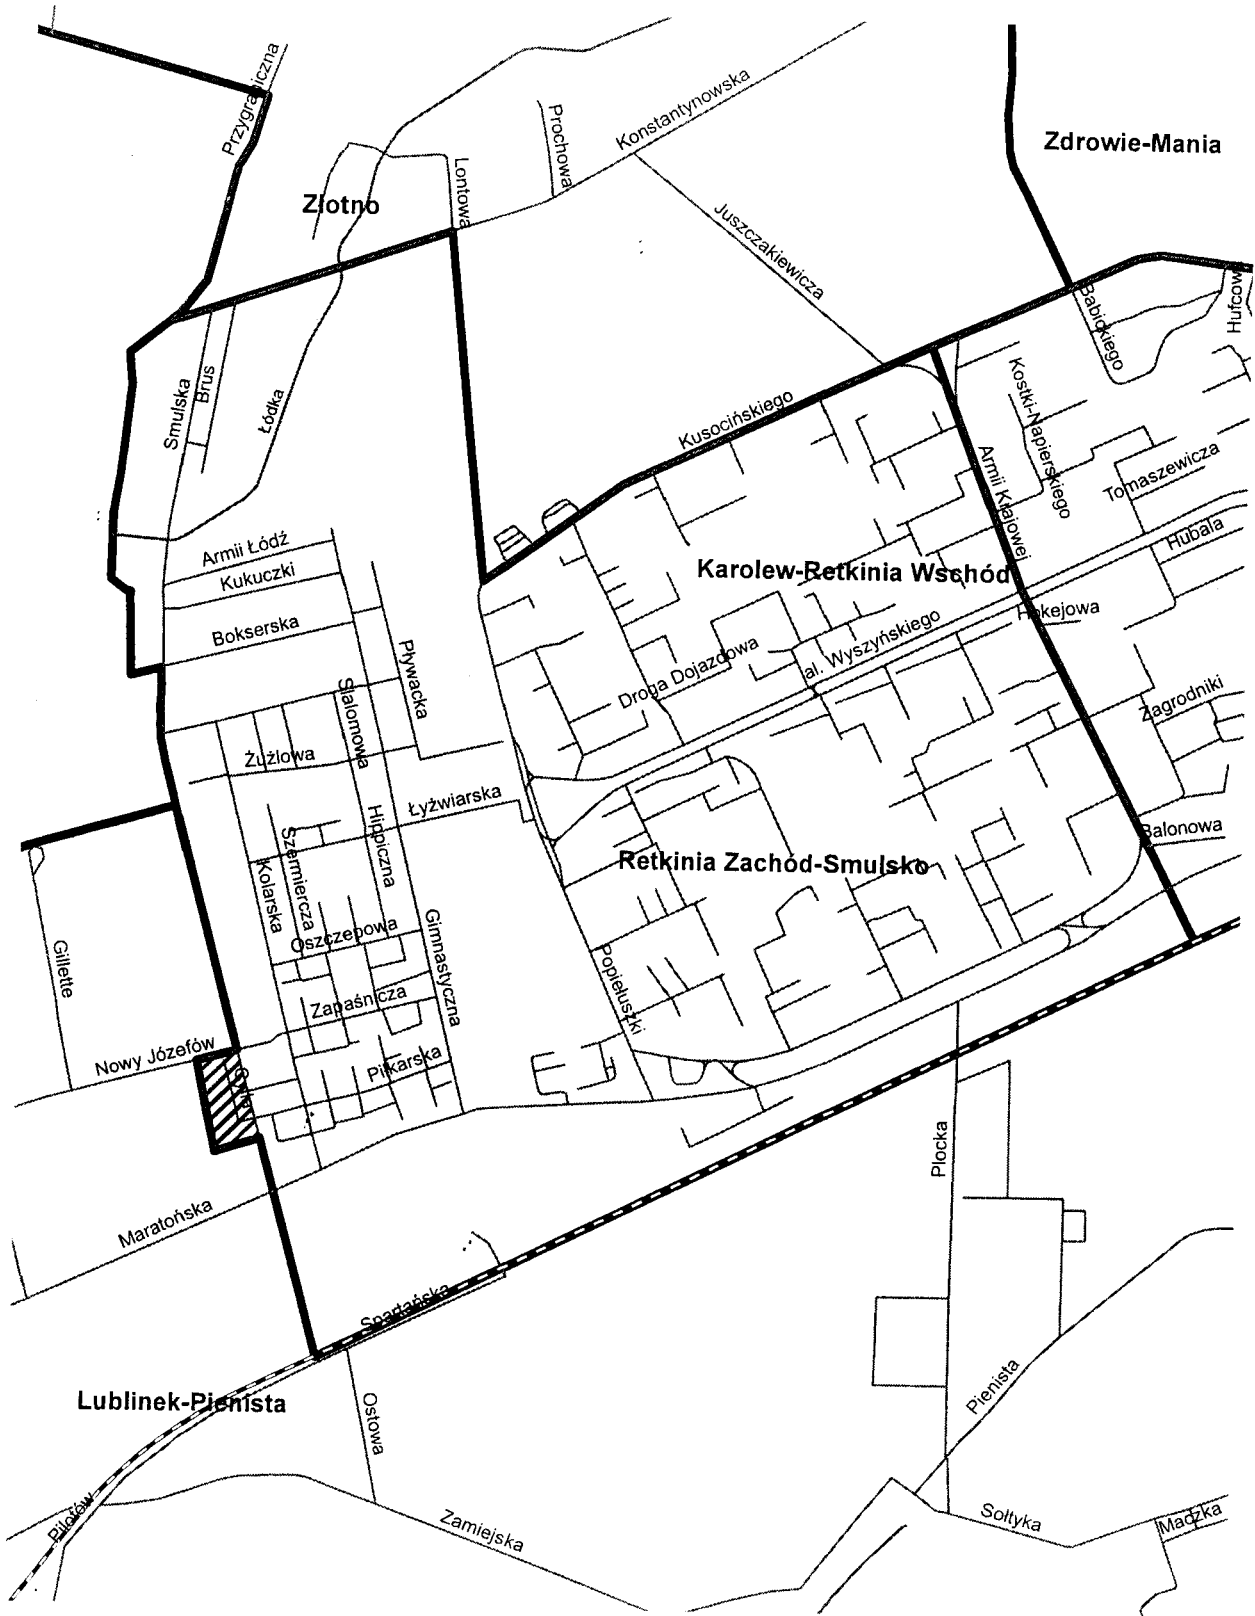 Przygraniczna
Konstantynowska
Prochowa
Zdrowie-Mania
Lontowa
Złotno
Juszczakiewicza
Babickiego
Smulska
Brus
Łódka
Kusocińskiego
Kostki-Napierskiego
Armii Krajowej
Tomaszewicza
Hubala
Armii Łódź
Kukuczki
Karolew-Retkinia Wschód
Hokejowa
Bokserska
Pływacka
Droga Dojazdowa
al. Wyszyńskiego
Slalomowa
Zagrodniki
Żużlowa
Łyżwiarska
Hippiczna
Balonowa
Szermiercza
Kolarska
Retkinia Zachód-Smulsko
Gillette
Oszczepowa
Gimnastyczna
Popiełuszki
Zapaśnicza
Nowy Józefów
Piłkarska
Płocka
Maratońska
Spartańska
Lublinek-Pienista
Ostowa
Pienista
Pilotów
Zamiejska
Sołtyka
Madzka